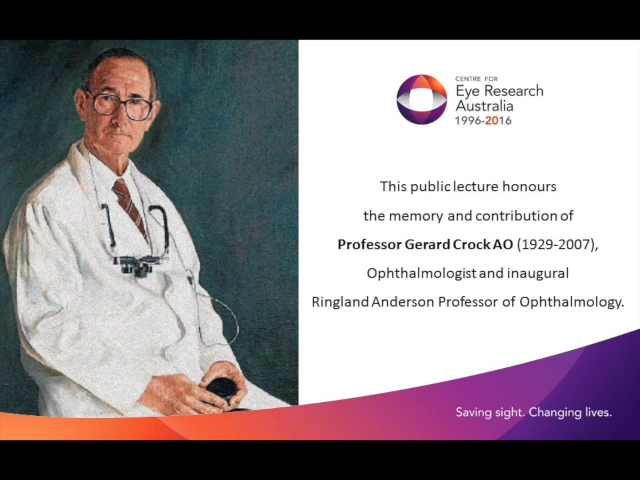 CENTRE FOR
Eye Research
Australia
1996-2016
This public lecture honours
the memory and contribution of
Professor Gerard Crock AO (1929-2007),
Ophthalmologist and inaugural
Ringland Anderson Professor of Ophthalmology.
Saving sight. Changing lives.